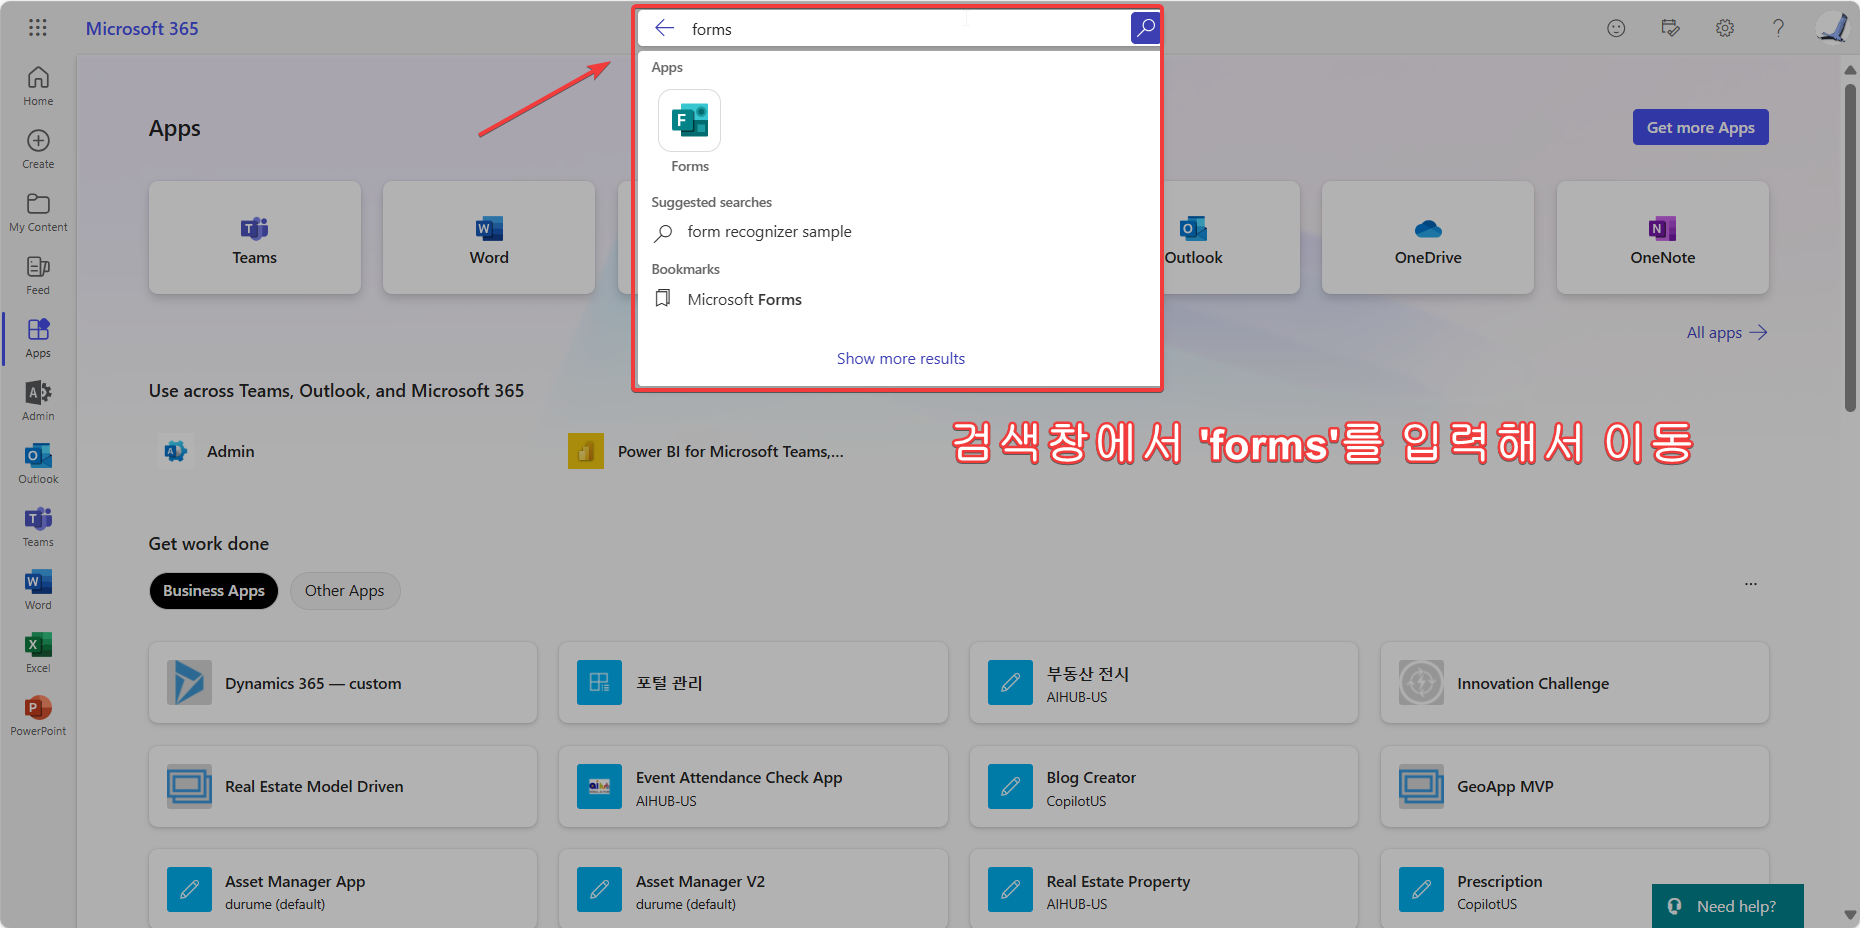 Microsoft 365
forms
Home
Create
My Content
Feed
Apps
Admin
Outlook
Teams
Word
Excel
PowerPoint
Apps
Forms
Suggested searches
form recognizer sample
Bookmarks
Microsoft Forms
Show more results
Apps
Get more Apps
Teams
Word
Outlook
OneDrive
OneNote
All apps
Use across Teams, Outlook, and Microsoft 365
Admin
Power BI for Microsoft Teams,...
검색창에서 'forms'를 입력해서 이동
Get work done
Business Apps
Other Apps
...
Dynamics 365 — custom
포털 관리
부동산 전시
AIHUB-US
Innovation Challenge
Real Estate Model Driven
Event Attendance Check App
AIHUB-US
Blog Creator
CopilotUS
GeoApp MVP
Asset Manager App
durume (default)
Asset Manager V2
durume (default)
Real Estate Property
AIHUB-US
Prescription
CopilotUS
Need help?